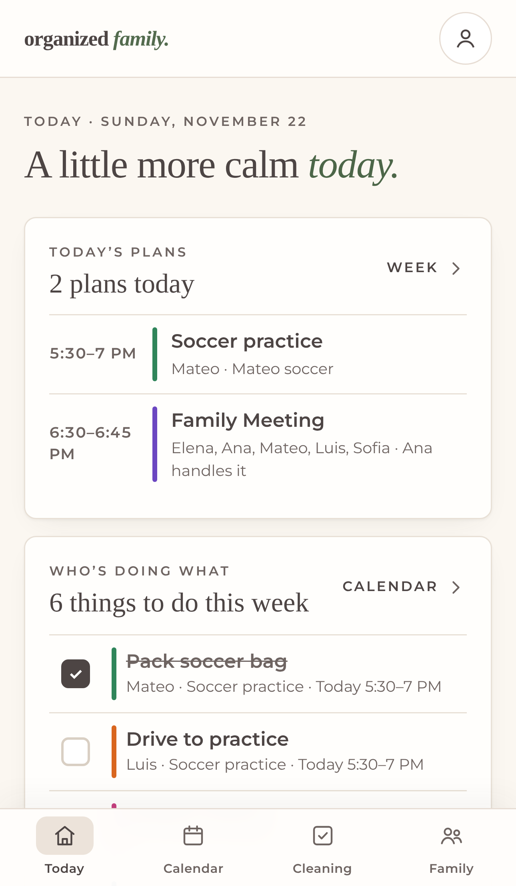 organized family.
TODAY · SUNDAY, NOVEMBER 22
A little more calm today.
TODAY’S PLANS
2 plans today
WEEK
5:30–7 PM
Soccer practice
Mateo · Mateo soccer
6:30–6:45
PM
Family Meeting
Elena, Ana, Mateo, Luis, Sofia · Ana
handles it
WHO’S DOING WHAT
6 things to do this week
CALENDAR
Pack soccer bag
Mateo · Soccer practice · Today 5:30–7 PM
Drive to practice
Luis · Soccer practice · Today 5:30–7 PM
Today
Calendar
Cleaning
Family